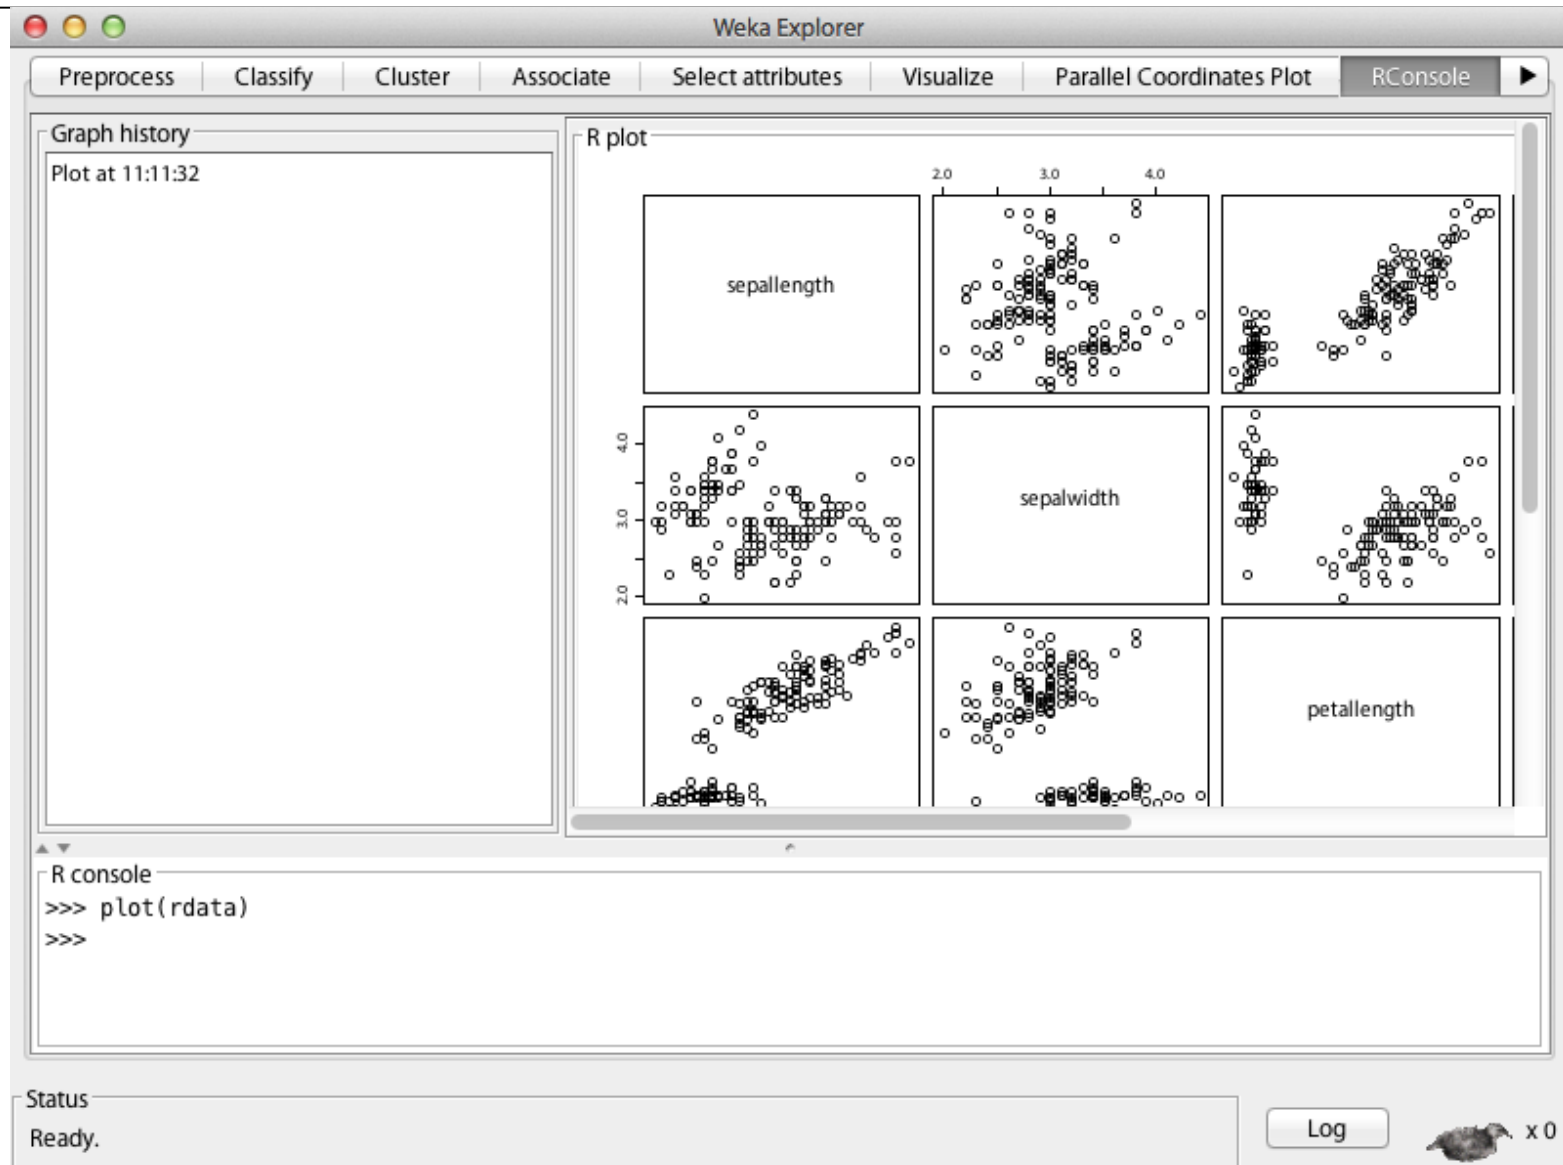 Weka Explorer
Preprocess Classify Cluster Associate Select attributes Visualize Parallel Coordinates Plot RConsole
Graph history
Plot at 11:11:32
R plot
2.0 3.0 4.0
sepallength
4.0
3.0
2.0
sepalwidth
petallength
R console
>>> plot(rdata)
>>>
Status
Ready.
Log
x 0